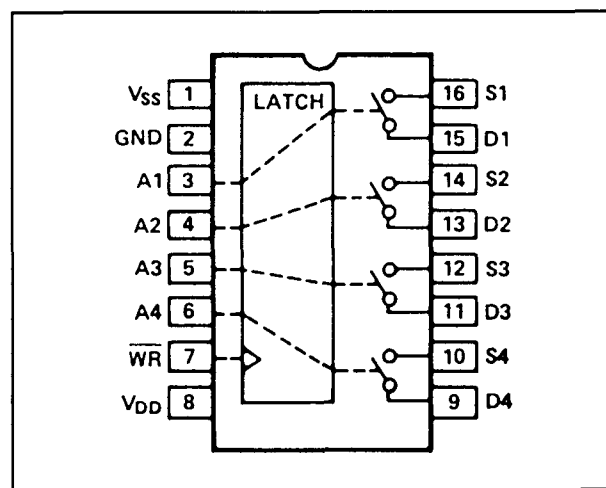 VSS 1
GND 2
A1 3
A2 4
A3 5
A4 6
WR 7
VDD 8
LATCH
16 S1
15 D1
14 S2
13 D2
12 S3
11 D3
10 S4
9 D4